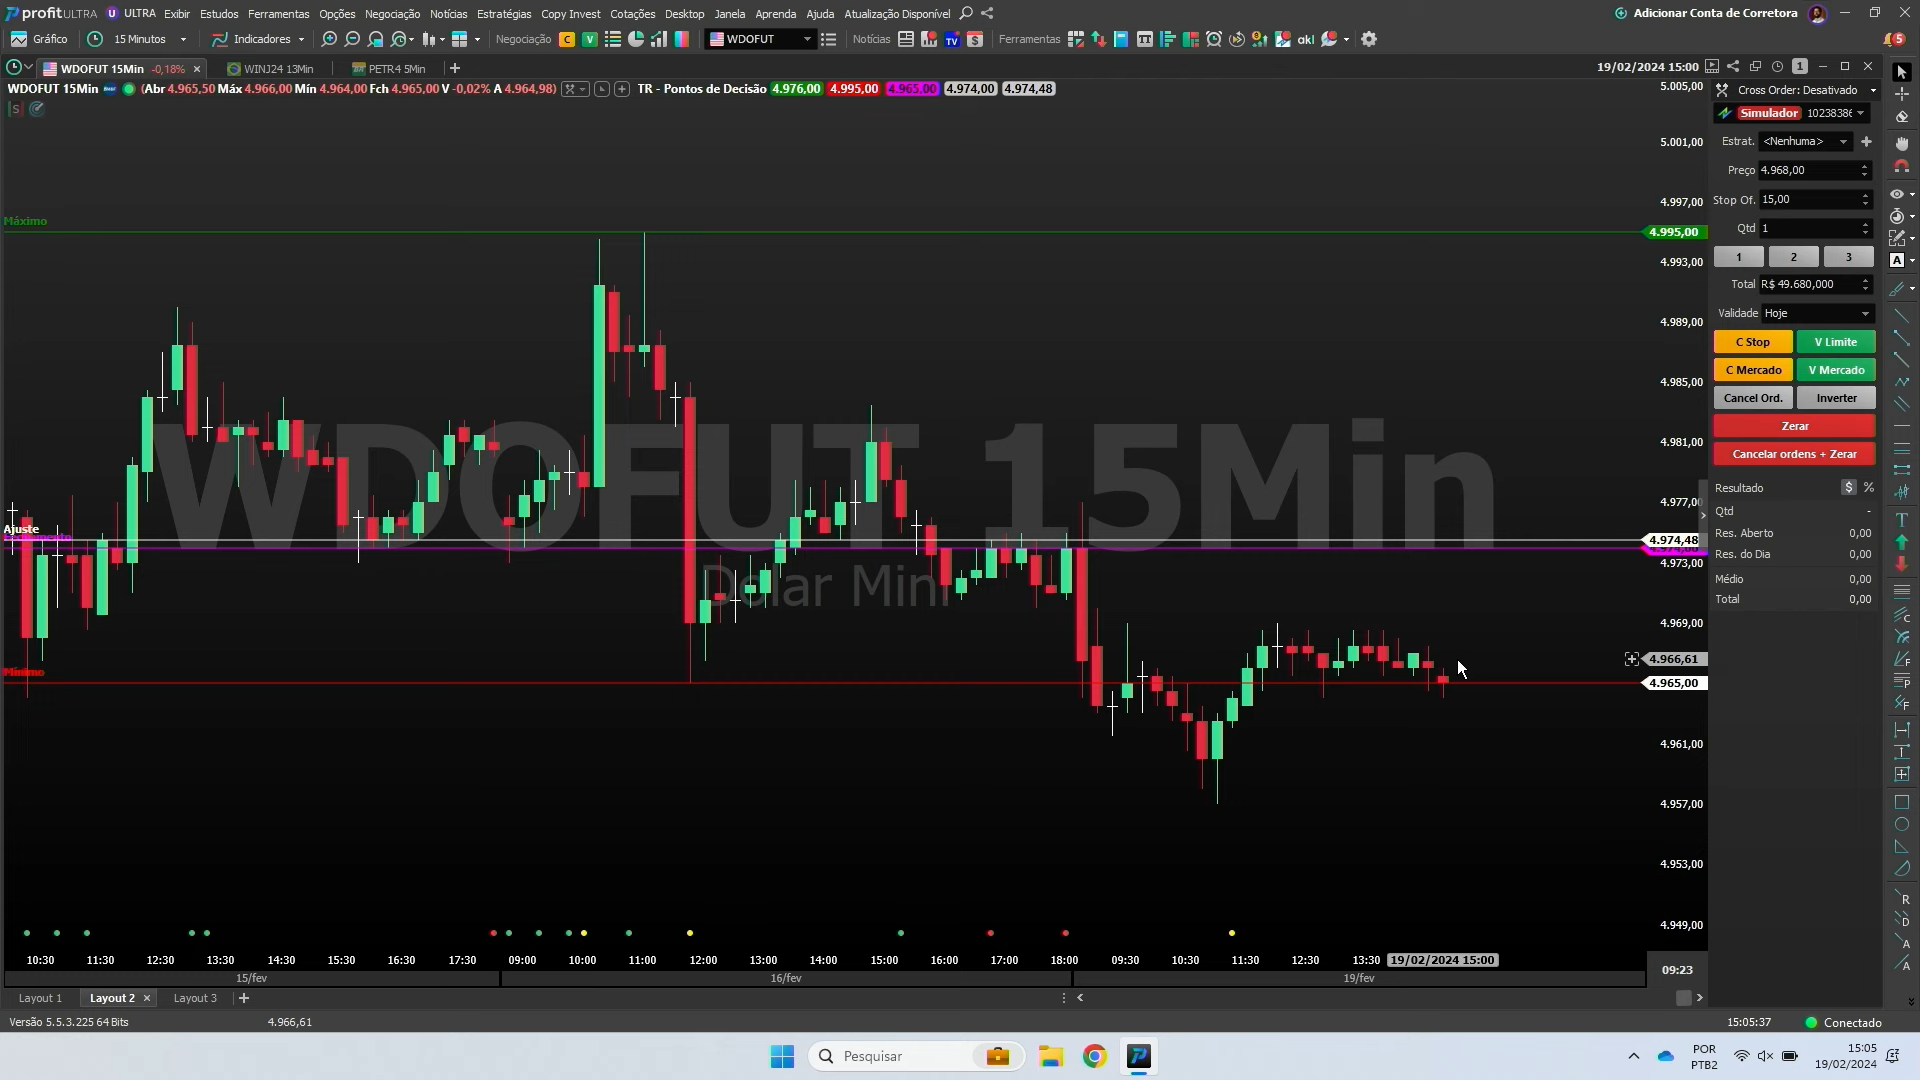 profitULTRA ULTRA Exibir Estudos Ferramentas Opções Negociação Notícias Estratégias Copy Invest Cotações Desktop Janela Aprenda Ajuda Atualização Disponível Adicionar Conta de Corretora
Gráfico 15 Minutos Indicadores Negociação C V WDOFUT Notícias TV $ Ferramentas TT akl 5
WDOFUT 15Min -0,18% × WINJ24 13Min PETR4 5Min + 19/02/2024 15:00 1
WDOFUT 15Min (Abr 4.965,50 Máx 4.966,00 Mín 4.964,00 Fch 4.965,00 V -0,02% A 4.964,98) TR - Pontos de Decisão 4.976,00 4.995,00 4.965,00 4.974,00 4.974,48
5.005,00
5.001,00
4.997,00
Máximo
4.995,00
4.993,00
4.989,00
4.985,00
4.981,00
4.977,00
Ajuste
Fechamento
4.974,48
4.973,00
4.969,00
4.966,61
Mínimo
4.965,00
4.961,00
4.957,00
4.953,00
4.949,00
WDOFUT 15Min
Dolar Mini
10:30 11:30 12:30 13:30 14:30 15:30 16:30 17:30 09:00 10:00 11:00 12:00 13:00 14:00 15:00 16:00 17:00 18:00 09:30 10:30 11:30 12:30 13:30 19/02/2024 15:00
15/fev 16/fev 19/fev
09:23
Cross Order: Desativado
Simulador 1023838
Estrat. <Nenhuma>
Preço 4.968,00
Stop Of. 15,00
Qtd 1
1 2 3
Total R$ 49.680,000
Validade Hoje
C Stop V Limite
C Mercado V Mercado
Cancel Ord. Inverter
Zerar
Cancelar ordens + Zerar
Resultado $ %
Qtd -
Res. Aberto 0,00
Res. do Dia 0,00
Médio 0,00
Total 0,00
Layout 1 Layout 2 × Layout 3 +
Versão 5.5.3.225 64 Bits 4.966,61 15:05:37 Conectado
Pesquisar
POR
PTB2
15:05
19/02/2024